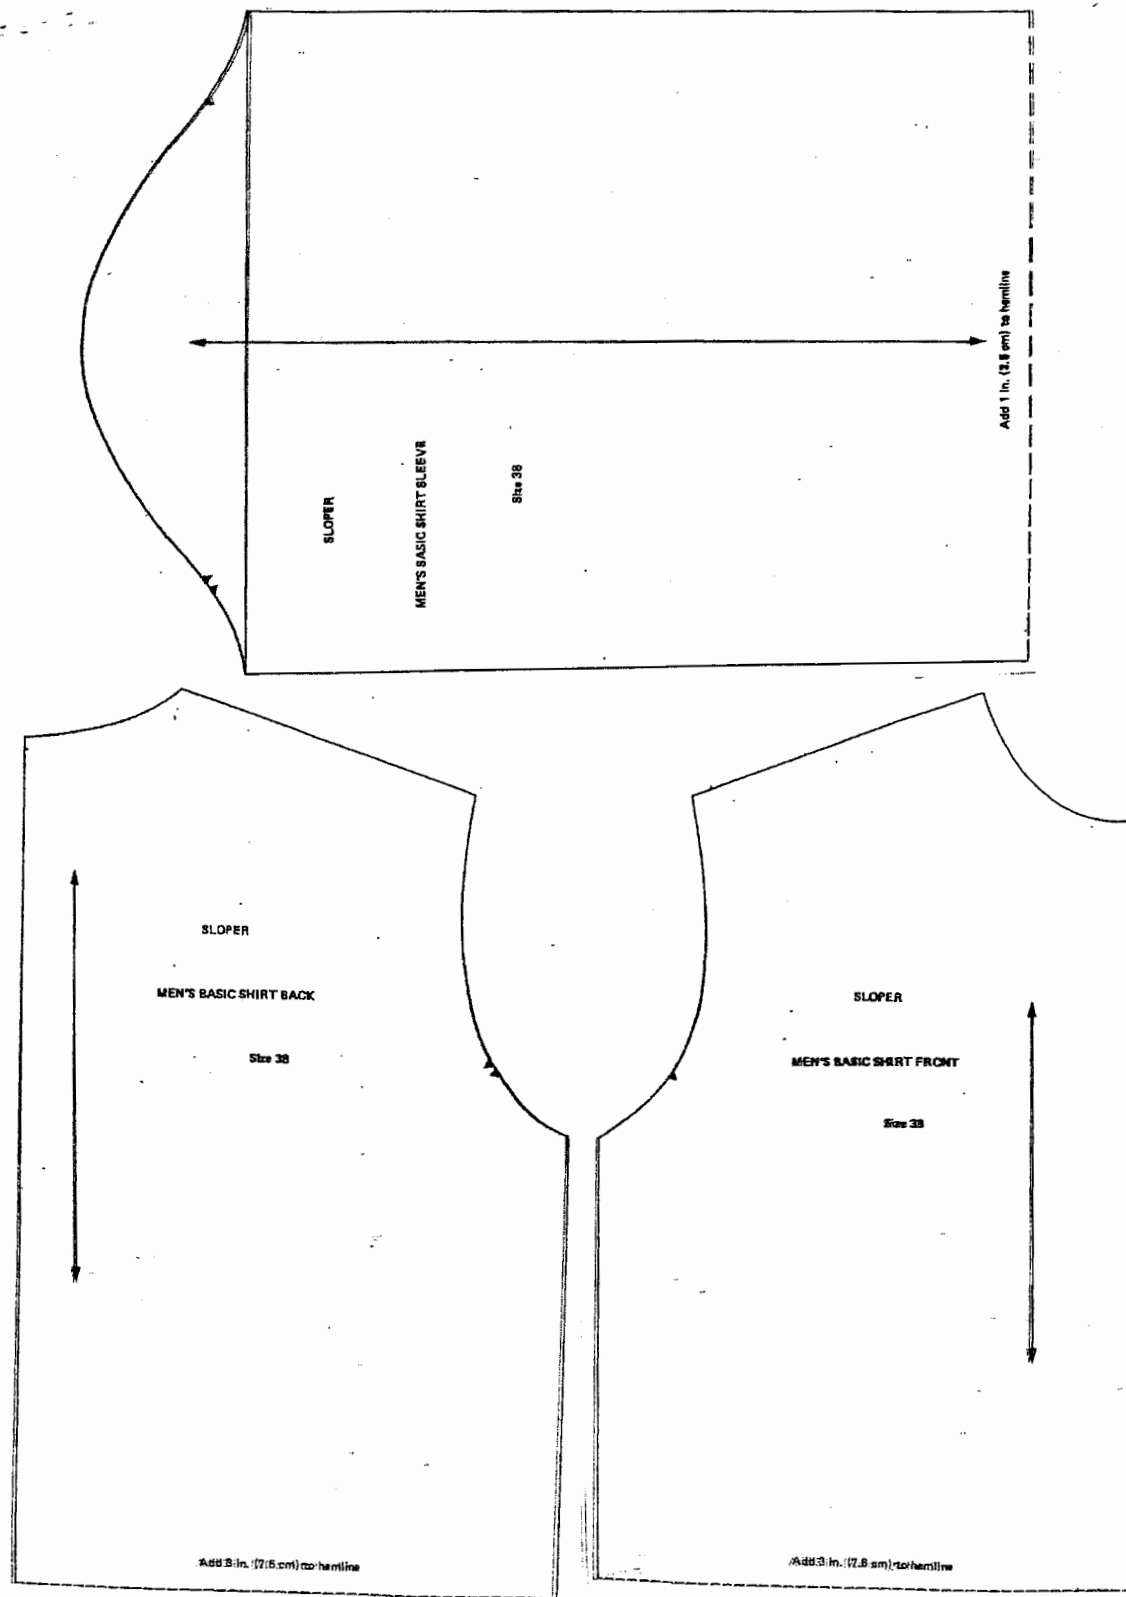 Add 1 in. (2.5 cm) to hemline
SLOPER
MEN'S BASIC SHIRT SLEEVE
Size 38
SLOPER
MEN'S BASIC SHIRT BACK
Size 38
SLOPER
MEN'S BASIC SHIRT FRONT
Size 38
Add 3 in. (7.6 cm) to hemline
Add 3 in. (7.6 cm) to hemline